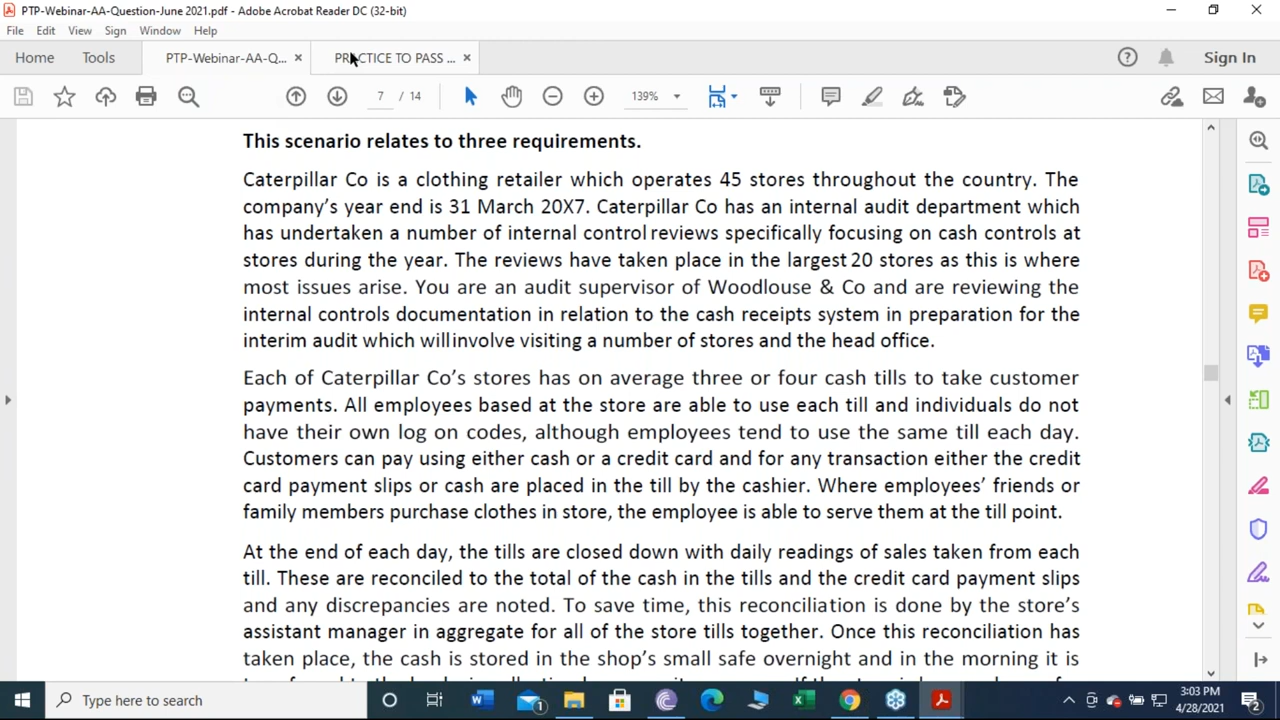 PTP-Webinar-AA-Question-June 2021.pdf - Adobe Acrobat Reader DC (32-bit)
File Edit View Sign Window Help
Home Tools PTP-Webinar-AA-Q... × PRACTICE TO PASS ... × Sign In
7 / 14 139%
This scenario relates to three requirements.
Caterpillar Co is a clothing retailer which operates 45 stores throughout the country. The
company's year end is 31 March 20X7. Caterpillar Co has an internal audit department which
has undertaken a number of internal control reviews specifically focusing on cash controls at
stores during the year. The reviews have taken place in the largest 20 stores as this is where
most issues arise. You are an audit supervisor of Woodlouse & Co and are reviewing the
internal controls documentation in relation to the cash receipts system in preparation for the
interim audit which will involve visiting a number of stores and the head office.
Each of Caterpillar Co's stores has on average three or four cash tills to take customer
payments. All employees based at the store are able to use each till and individuals do not
have their own log on codes, although employees tend to use the same till each day.
Customers can pay using either cash or a credit card and for any transaction either the credit
card payment slips or cash are placed in the till by the cashier. Where employees' friends or
family members purchase clothes in store, the employee is able to serve them at the till point.
At the end of each day, the tills are closed down with daily readings of sales taken from each
till. These are reconciled to the total of the cash in the tills and the credit card payment slips
and any discrepancies are noted. To save time, this reconciliation is done by the store's
assistant manager in aggregate for all of the store tills together. Once this reconciliation has
taken place, the cash is stored in the shop's small safe overnight and in the morning it is
Type here to search
3:03 PM
4/28/2021